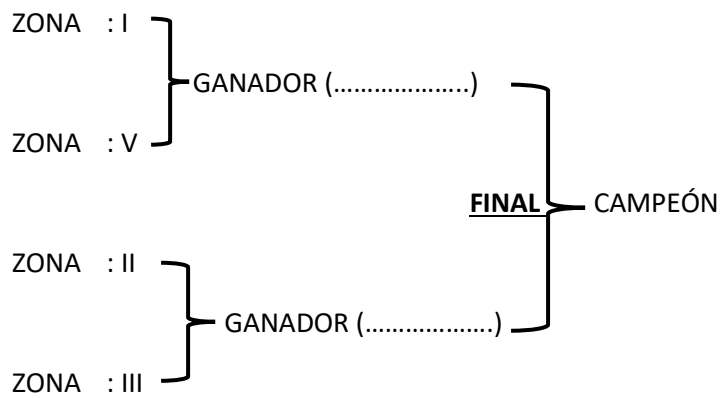 ZONA : I
GANADOR (………………..)
ZONA : V
FINAL CAMPEÓN
ZONA : II
GANADOR (……………….)
ZONA : III